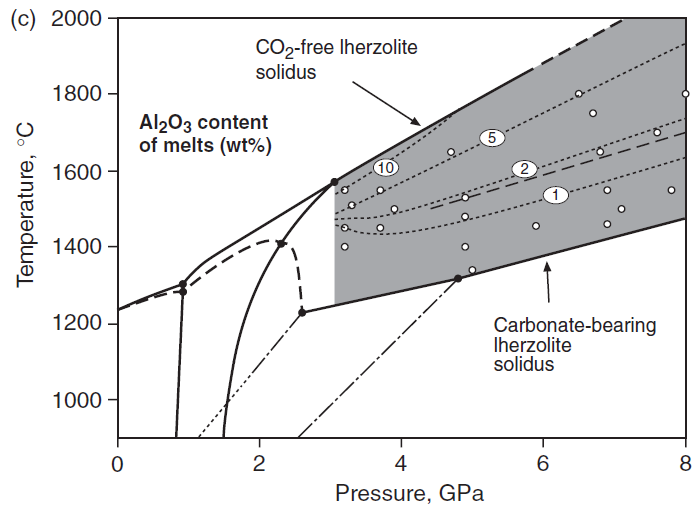 (c)
2000
1800
1600
1400
1200
1000
Temperature, °C
CO₂-free lherzolite
solidus
Al₂O₃ content
of melts (wt%)
10
5
2
1
Carbonate-bearing
lherzolite
solidus
0
2
4
6
8
Pressure, GPa